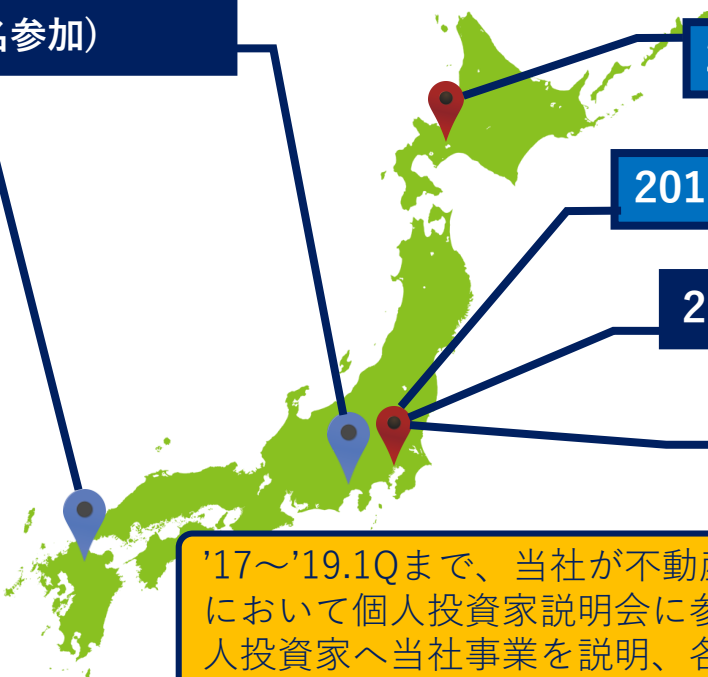 名参加)
201
2
'17～'19.1Qまで、当社が不動産
において個人投資家説明会に参
人投資家へ当社事業を説明、各